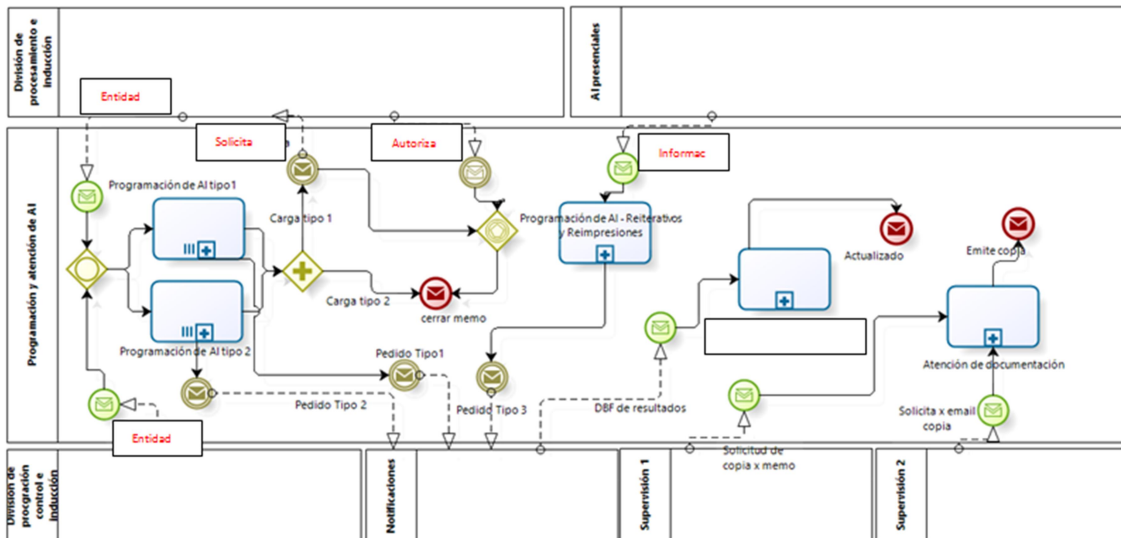 División de
procesamiento e
inducción
AI presenciales
Entidad
Solicita
Autoriza
Informac
Programación y atención de AI
Programación de AI tipo1
Carga tipo 1
Programación de AI - Reiterativos
y Reimpresiones
Emite copia
Actualizado
Carga tipo 2
cerrar memo
Programación de AI tipo 2
Pedido Tipo1
Atención de documentación
Pedido Tipo 2
Pedido Tipo 3
DBF de resultados
Solicita x email
copia
Entidad
Solicitud de
copia x memo
División de
procgración
control e
inducción
Notificaciones
Supervisión 1
Supervisión 2